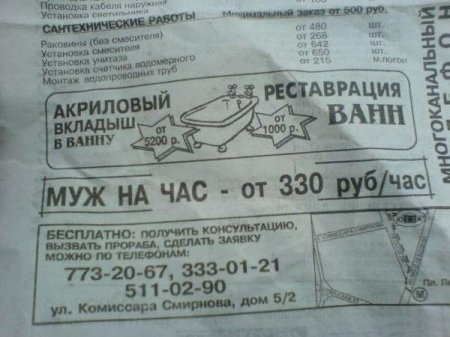 Проводка кабеля наружная
Установка светильника
Минимальный заказ от 500 руб.
САНТЕХНИЧЕСКИЕ РАБОТЫ
Раковины (без смесителя) от 480 шт.
Установка смесителя от 268 шт.
Установка унитаза от 642 шт.
Установка счетчика водомерного от 650 шт.
Монтаж водопроводных труб от 215 м.погон
АКРИЛОВЫЙ
ВКЛАДЫШ
В ВАННУ
от
5200 р.
РЕСТАВРАЦИЯ
ВАНН
от
1000 р.
МУЖ НА ЧАС - от 330 руб/час
БЕСПЛАТНО: ПОЛУЧИТЬ КОНСУЛЬТАЦИЮ,
ВЫЗВАТЬ ПРОРАБА, СДЕЛАТЬ ЗАЯВКУ
МОЖНО ПО ТЕЛЕФОНАМ:
773-20-67, 333-01-21
511-02-90
ул. Комиссара Смирнова, дом 5/2
МНОГОКАНАЛЬНЫЙ
М